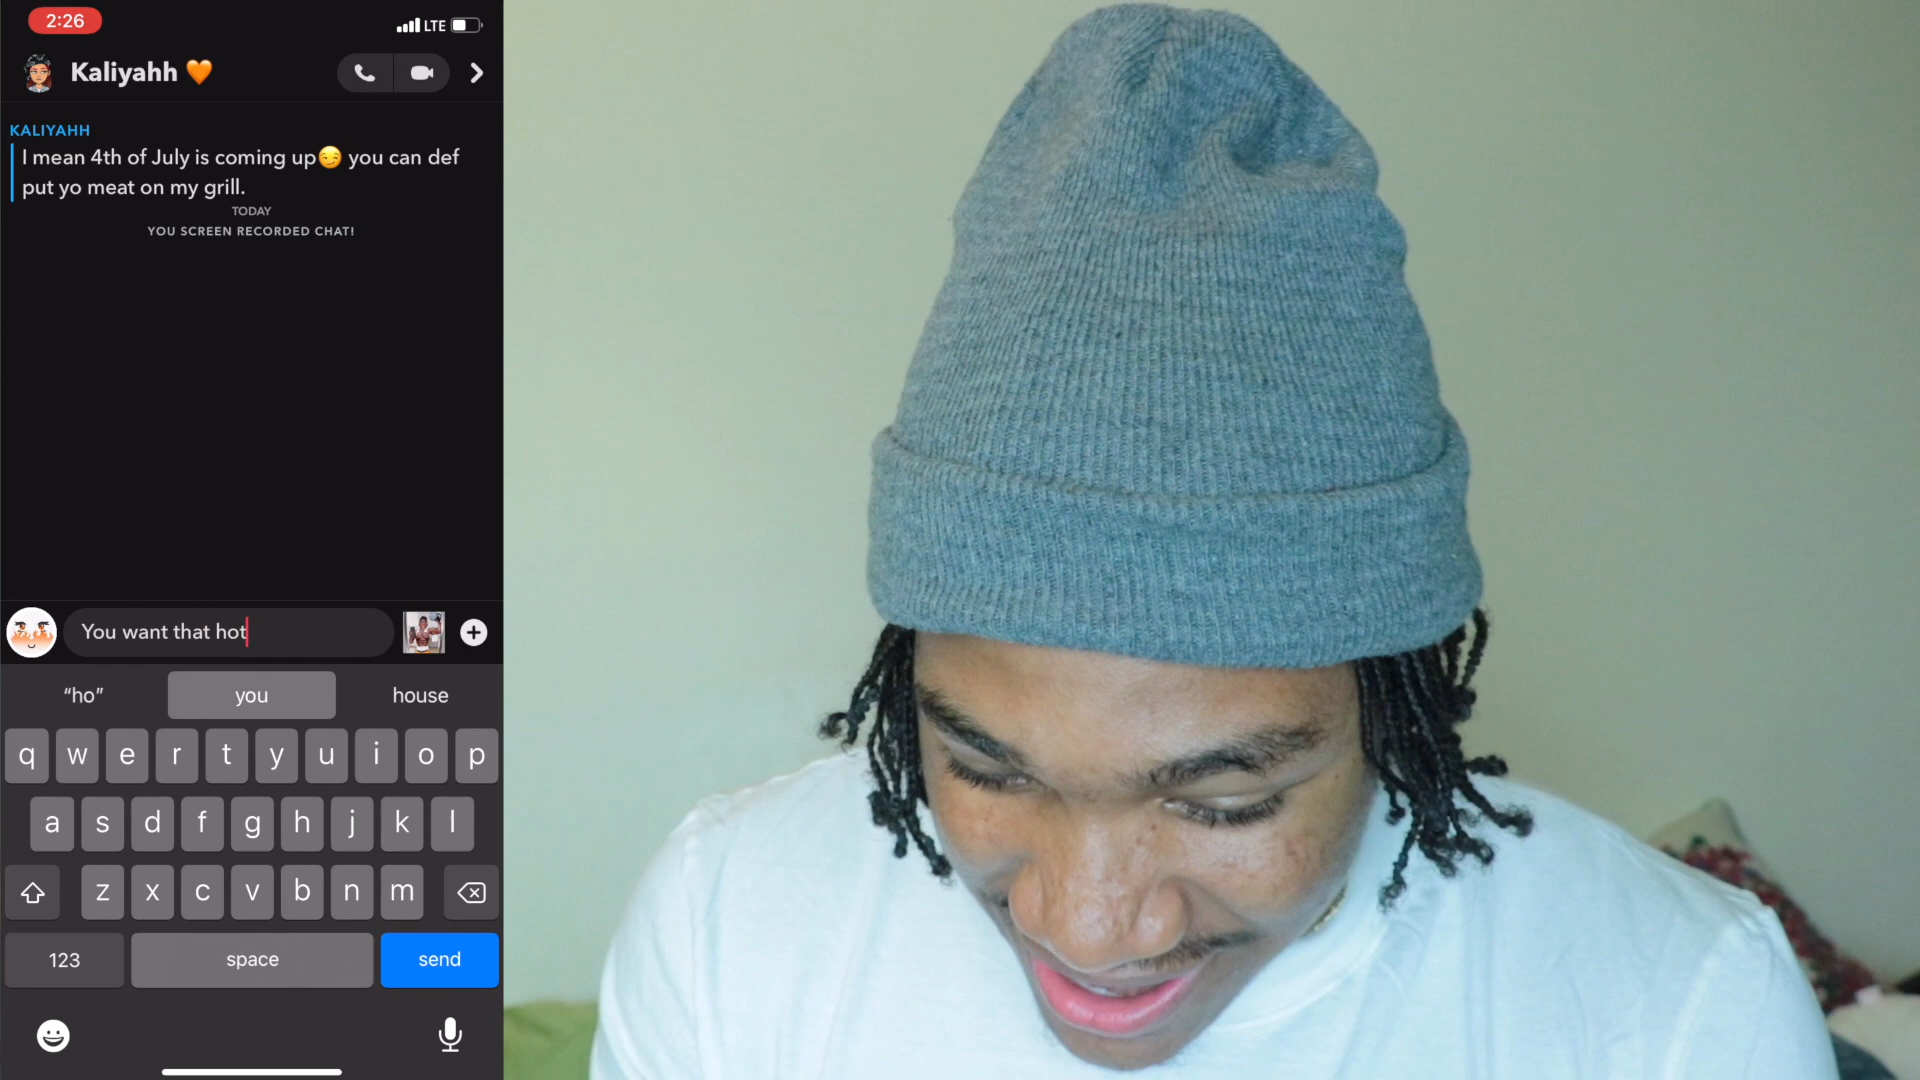 2:26
LTE
Kaliyahh 🧡
KALIYAHH
I mean 4th of July is coming up😏 you can def
put yo meat on my grill.
TODAY
YOU SCREEN RECORDED CHAT!
You want that hot
“ho” you house
q w e r t y u i o p
a s d f g h j k l
z x c v b n m
123 space send